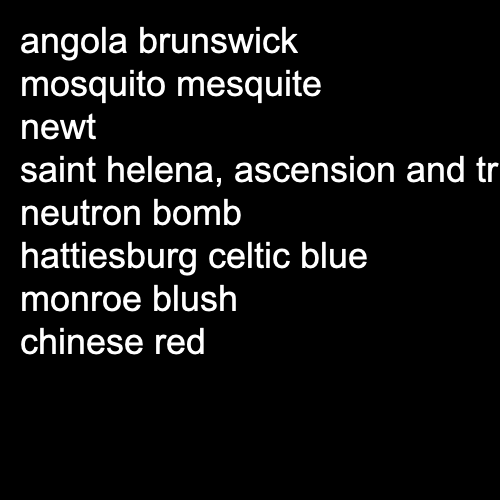 angola brunswick
mosquito mesquite
newt
saint helena, ascension and tr
neutron bomb
hattiesburg celtic blue
monroe blush
chinese red